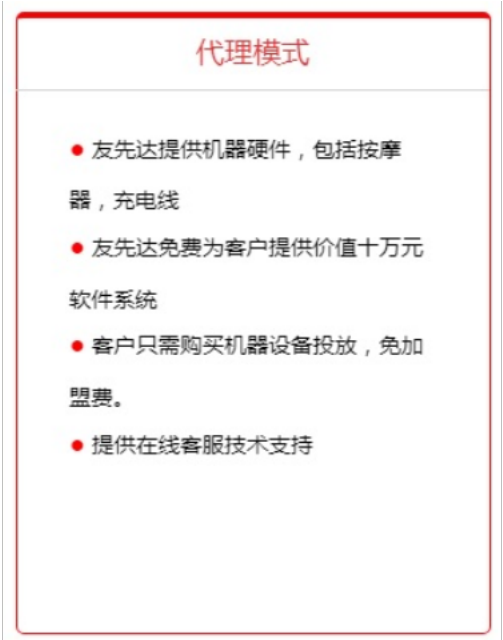 代理模式
● 友先达提供机器硬件，包括按摩
器，充电线
● 友先达免费为客户提供价值十万元
软件系统
● 客户只需购买机器设备投放，免加
盟费。
● 提供在线客服技术支持